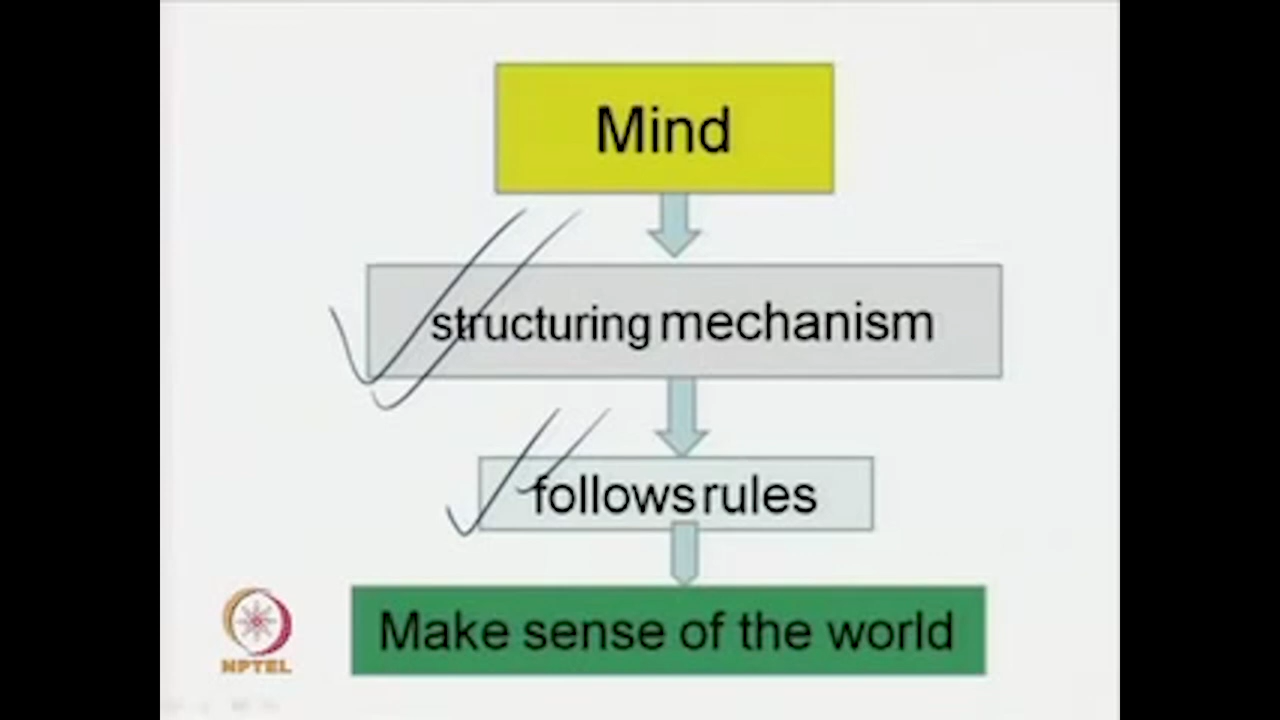 Mind
structuring mechanism
follows rules
Make sense of the world
NPTEL